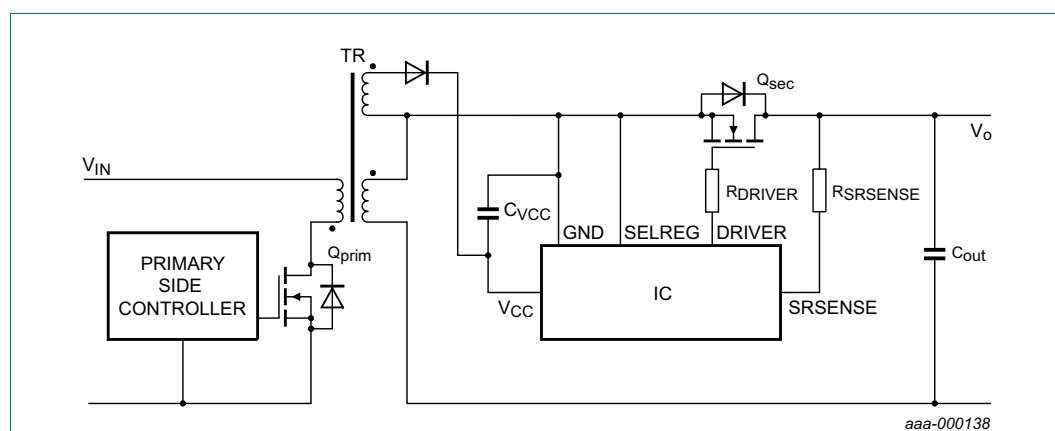 TR
Qsec
Vo
VIN
RDRIVER
RSRSENSE
CVCC
GND
SELREG
DRIVER
Qprim
Cout
PRIMARY
SIDE
CONTROLLER
IC
VCC
SRSENSE
aaa-000138